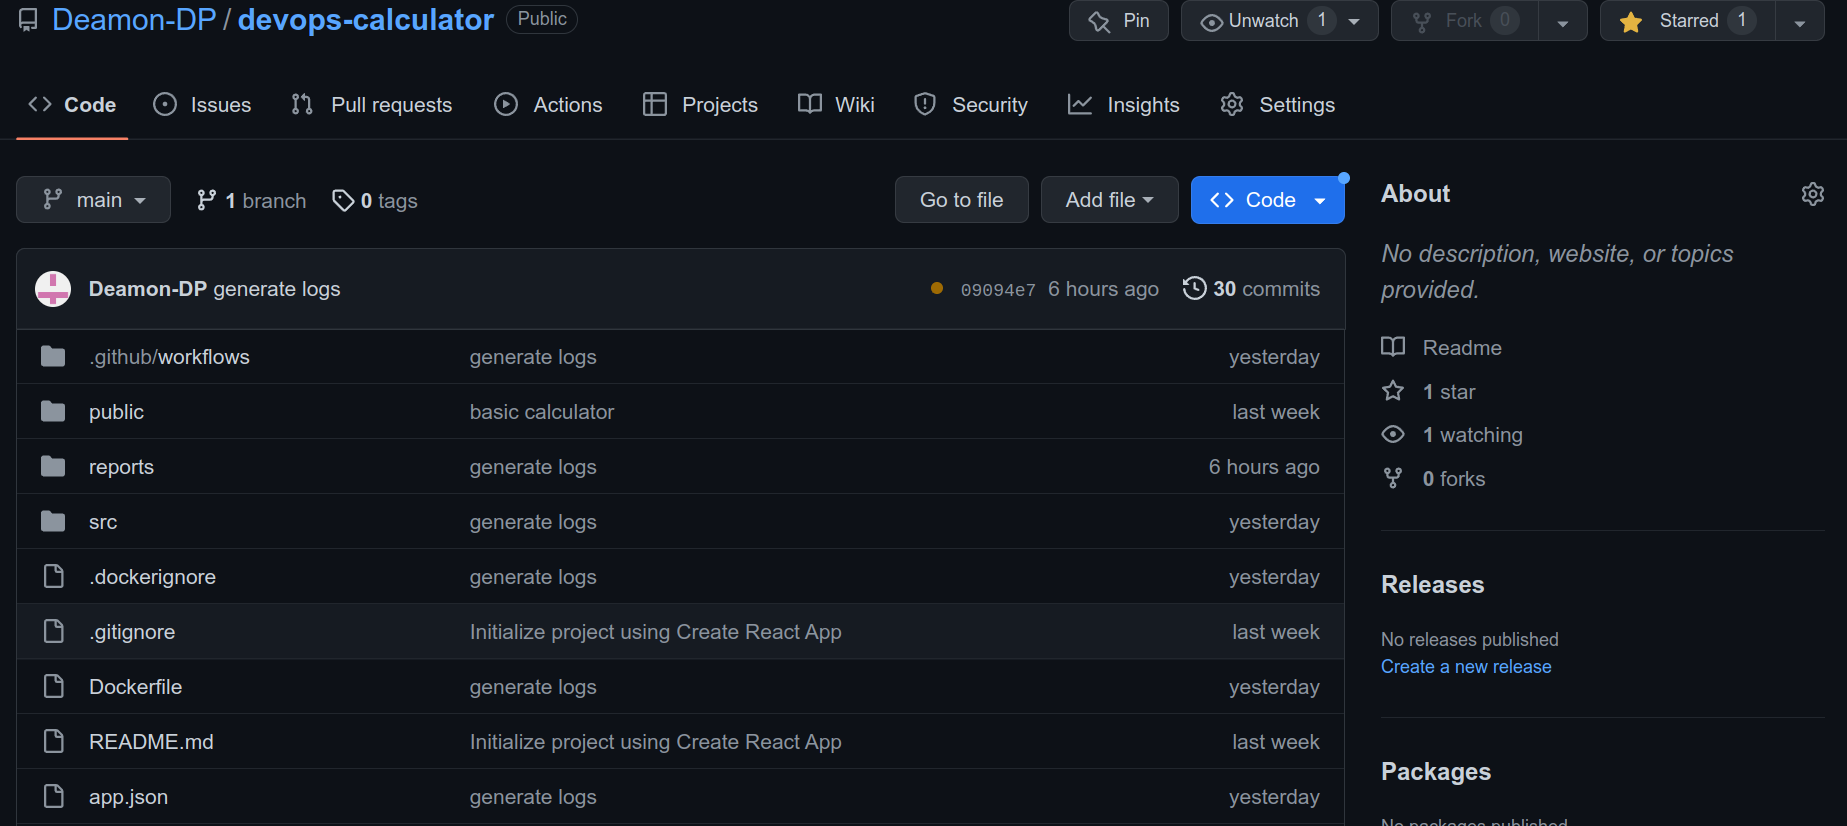 Deamon-DP / devops-calculator Public
Pin Unwatch 1 Fork 0 Starred 1
Code Issues Pull requests Actions Projects Wiki Security Insights Settings
main 1 branch 0 tags Go to file Add file Code
Deamon-DP generate logs 09094e7 6 hours ago 30 commits
.github/workflows generate logs yesterday
public basic calculator last week
reports generate logs 6 hours ago
src generate logs yesterday
.dockerignore generate logs yesterday
.gitignore Initialize project using Create React App last week
Dockerfile generate logs yesterday
README.md Initialize project using Create React App last week
app.json generate logs yesterday
About
No description, website, or topics
provided.
Readme
1 star
1 watching
0 forks
Releases
No releases published
Create a new release
Packages
No packages published